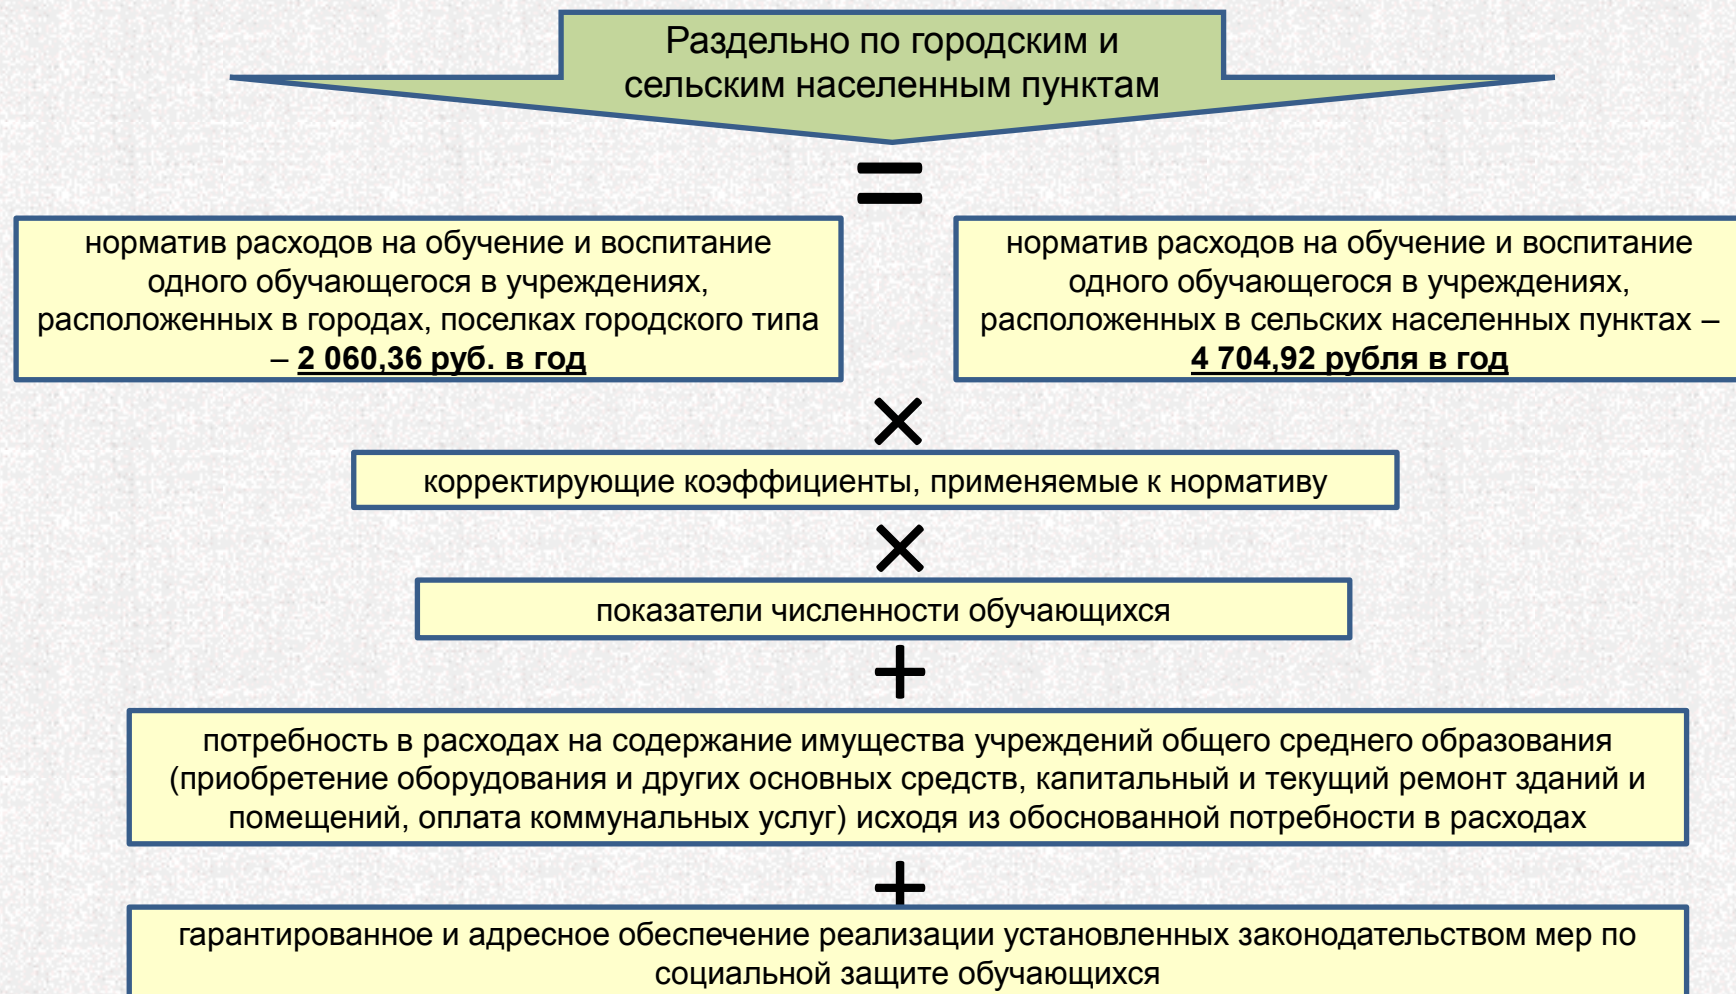 Раздельно по городским и
сельским населенным пунктам
=
норматив расходов на обучение и воспитание
одного обучающегося в учреждениях,
расположенных в городах, поселках городского типа
– 2 060,36 руб. в год
норматив расходов на обучение и воспитание
одного обучающегося в учреждениях,
расположенных в сельских населенных пунктах –
4 704,92 рубля в год
×
корректирующие коэффициенты, применяемые к нормативу
×
показатели численности обучающихся
+
потребность в расходах на содержание имущества учреждений общего среднего образования
(приобретение оборудования и других основных средств, капитальный и текущий ремонт зданий и
помещений, оплата коммунальных услуг) исходя из обоснованной потребности в расходах
+
гарантированное и адресное обеспечение реализации установленных законодательством мер по
социальной защите обучающихся